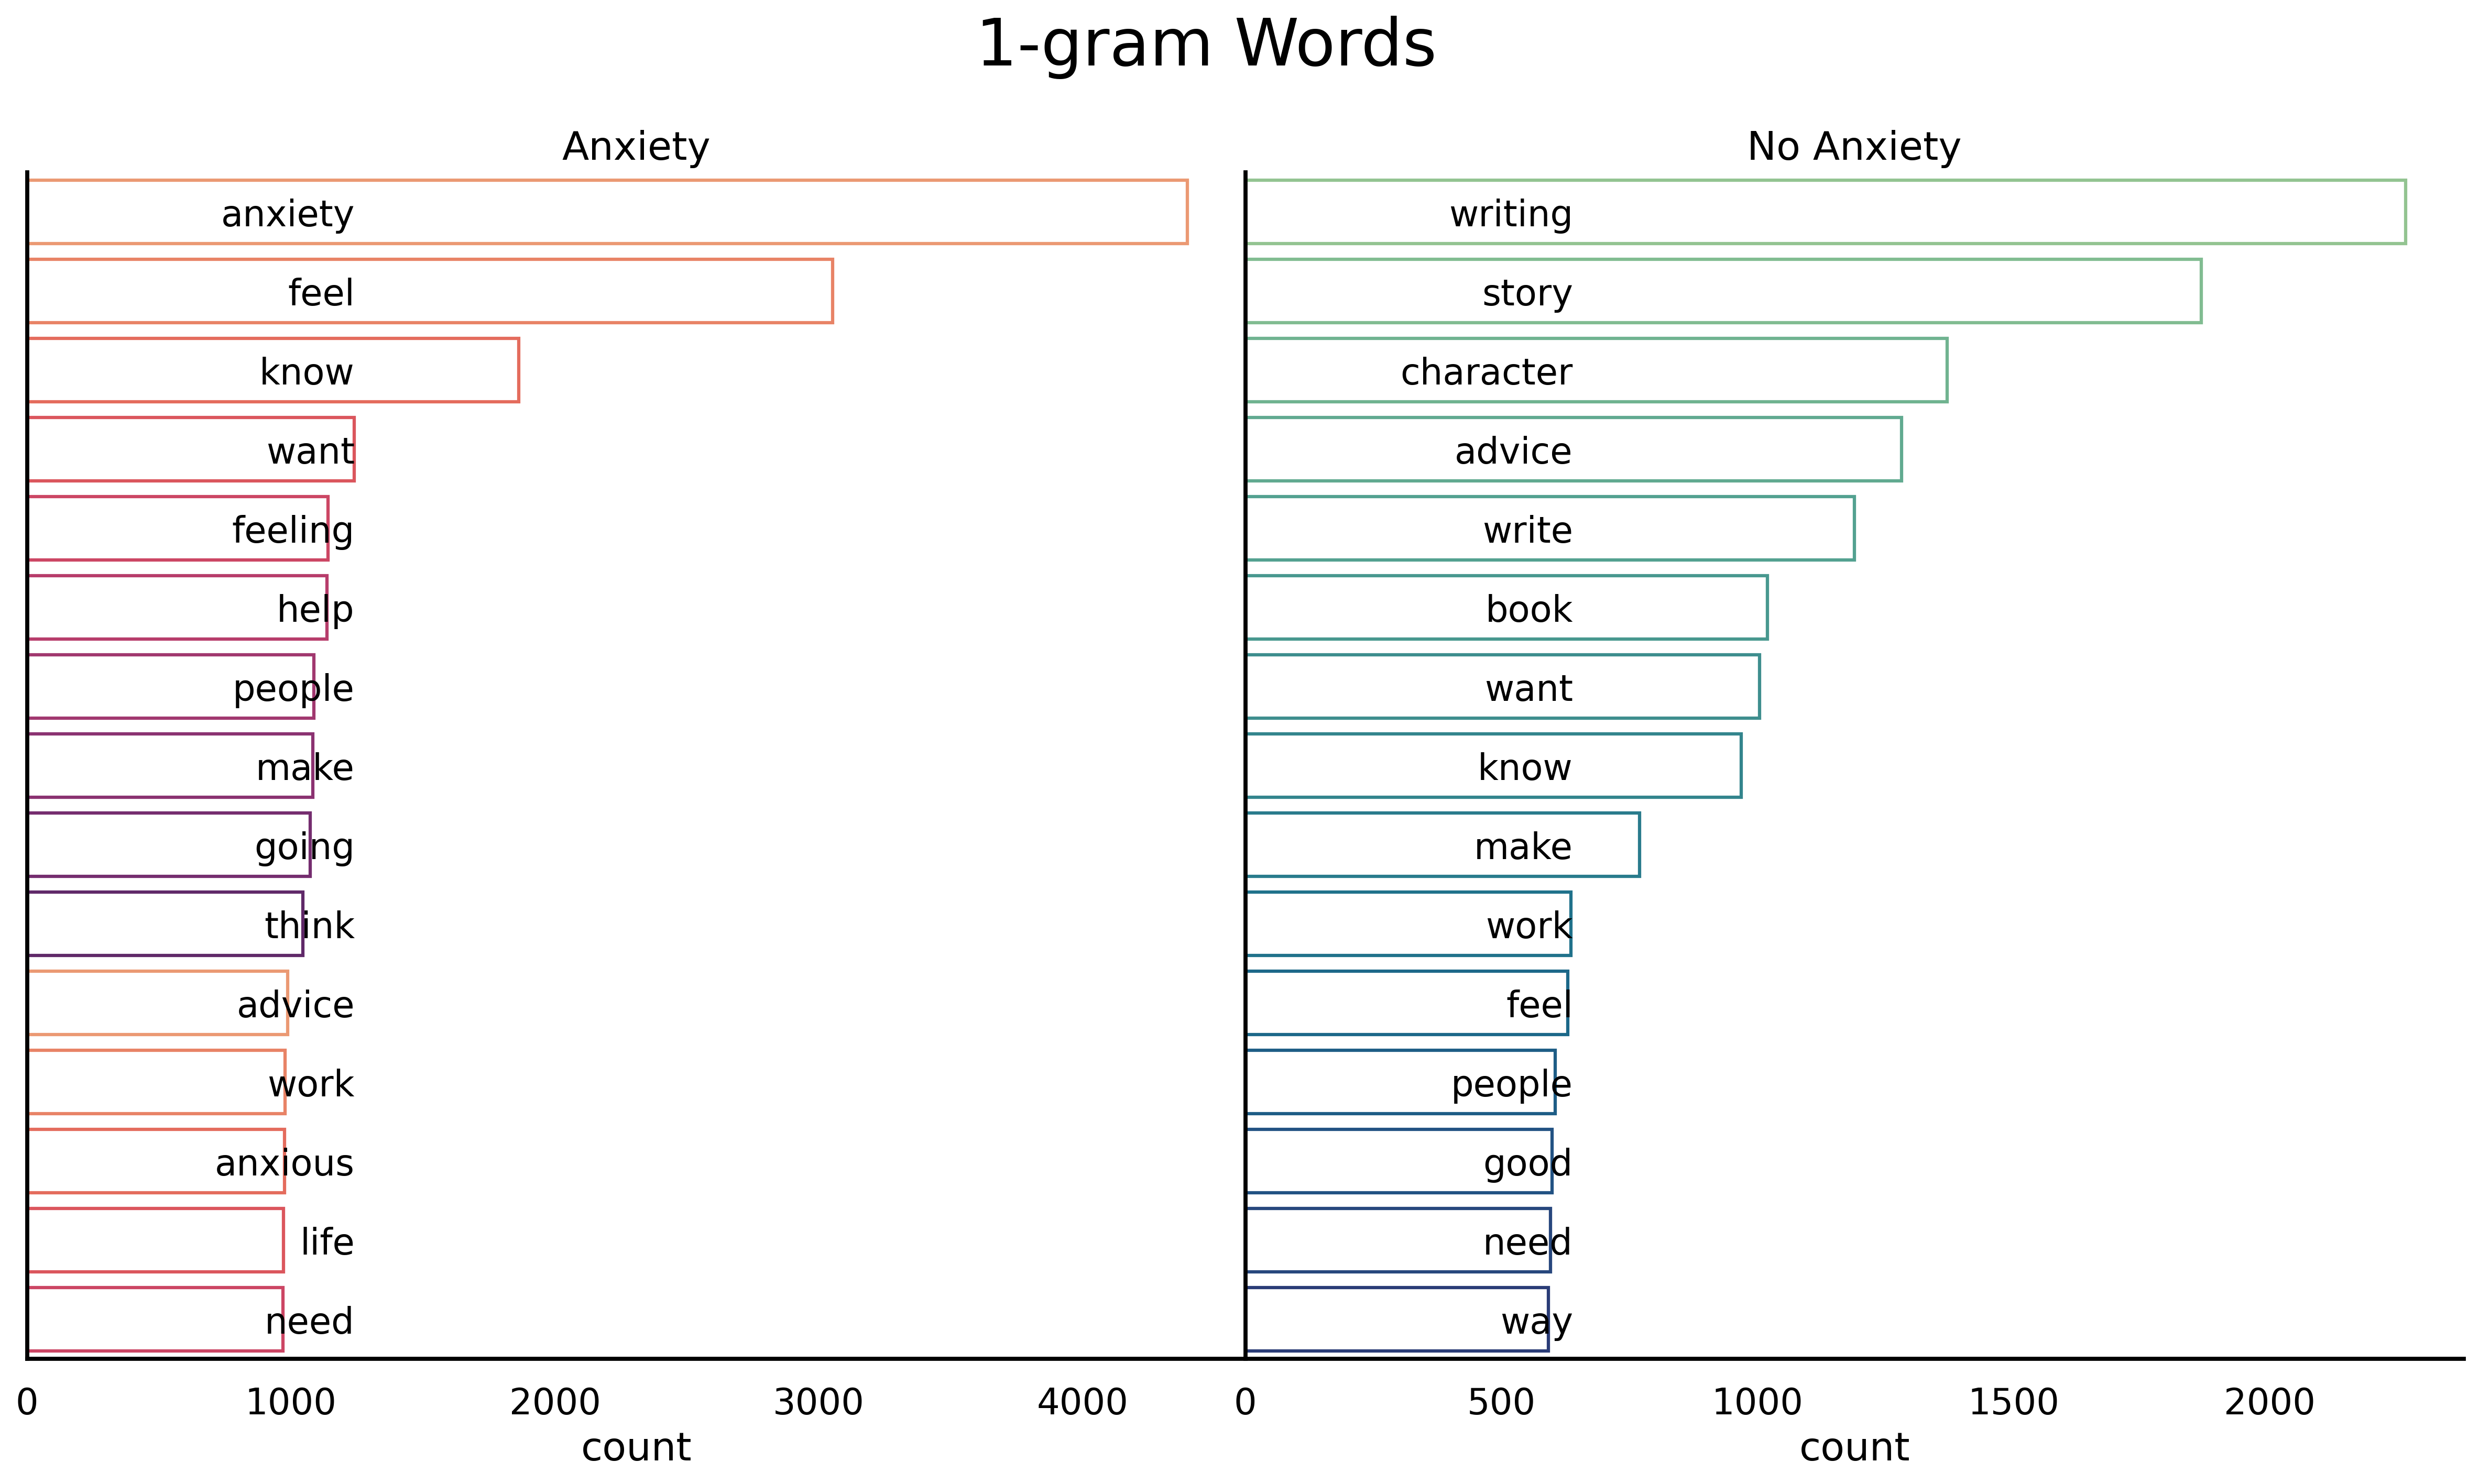 1-gram Words
Anxiety
anxiety
feel
know
want
feeling
help
people
make
going
think
advice
work
anxious
life
need
0 1000 2000 3000 4000
count
No Anxiety
writing
story
character
advice
write
book
want
know
make
work
feel
people
good
need
way
0 500 1000 1500 2000
count